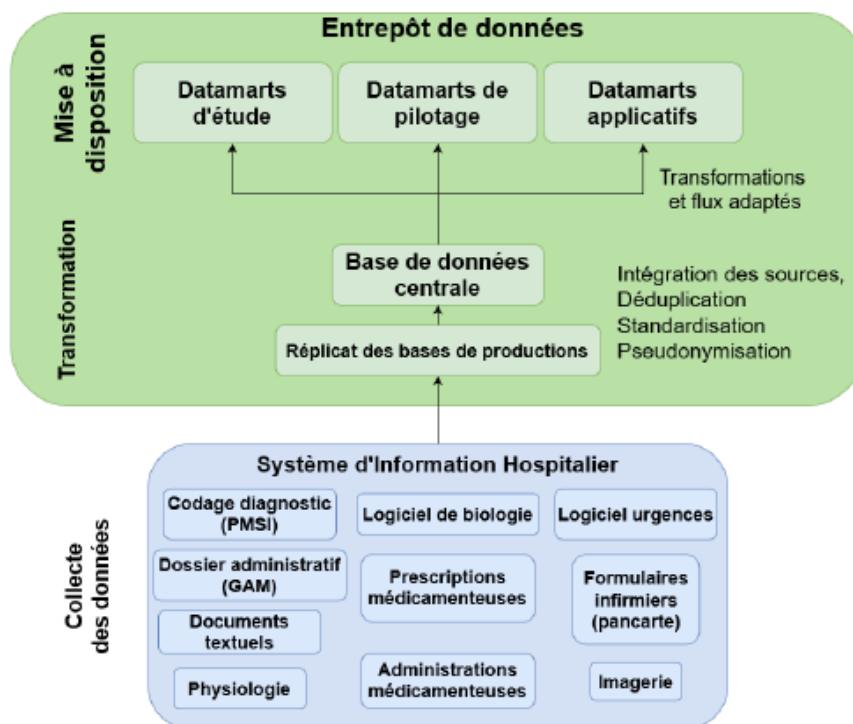 Entrepôt de données
Mise à
disposition
Datamarts
d'étude
Datamarts de
pilotage
Datamarts
applicatifs
Transformations
et flux adaptés
Transformation
Base de données
centrale
Intégration des sources,
Déduplication
Standardisation
Pseudonymisation
Réplicat des bases de productions
Système d'Information Hospitalier
Collecte
des données
Codage diagnostic
(PMSI)
Logiciel de biologie
Logiciel urgences
Dossier administratif
(GAM)
Prescriptions
médicamenteuses
Formulaires
infirmiers
(pancarte)
Documents
textuels
Physiologie
Administrations
médicamenteuses
Imagerie